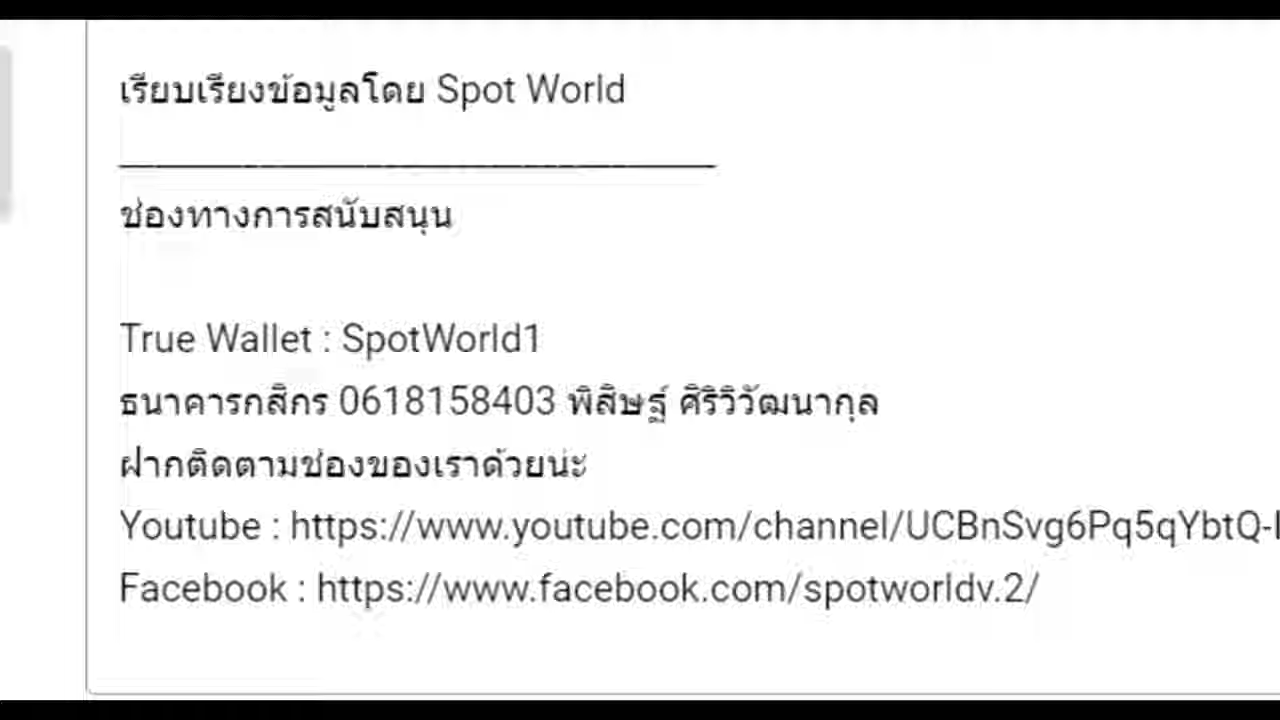 เรียบเรียงข้อมูลโดย Spot World
ช่องทางการสนับสนุน
True Wallet : SpotWorld1
ธนาคารกสิกร 0618158403 พิสิษฐ์ ศิริวิวัฒนากุล
ฝากติดตามช่องของเราด้วยน่ะ
Youtube : https://www.youtube.com/channel/UCBnSvg6Pq5qYbtQ-
Facebook : https://www.facebook.com/spotworldv.2/